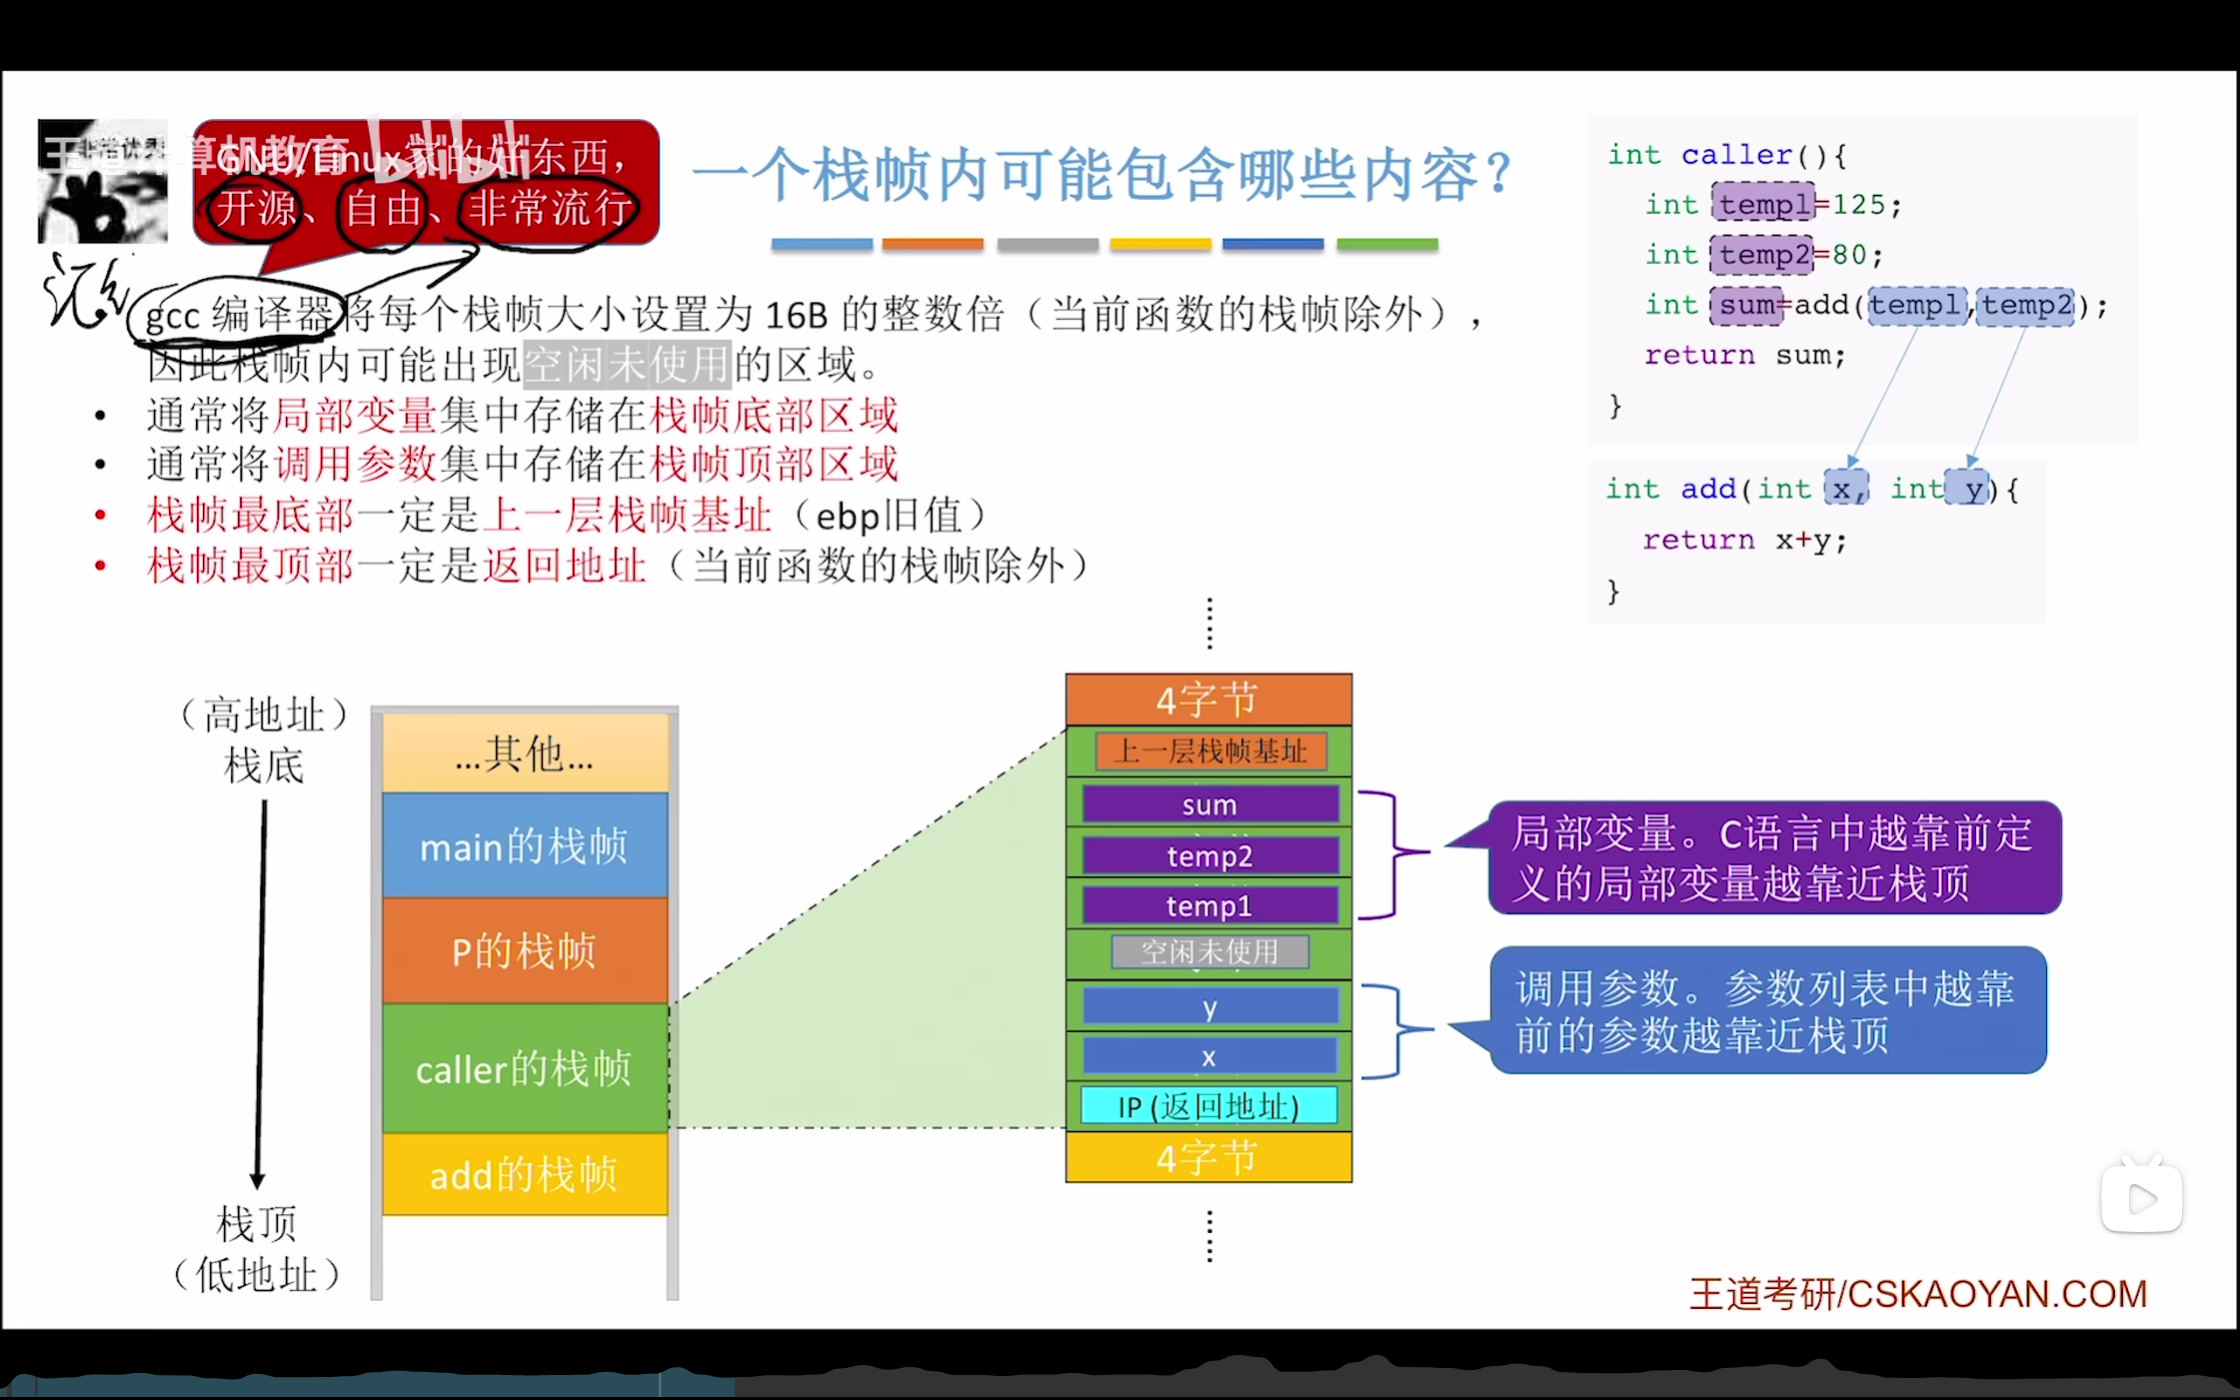 王道计算机教育
bilibili
GNU/Linux家的好东西，
开源、自由、非常流行
一个栈帧内可能包含哪些内容？
gcc 编译器将每个栈帧大小设置为 16B 的整数倍（当前函数的栈帧除外），
因此栈帧内可能出现空闲未使用的区域。
• 通常将局部变量集中存储在栈帧底部区域
• 通常将调用参数集中存储在栈帧顶部区域
• 栈帧最底部一定是上一层栈帧基址（ebp旧值）
• 栈帧最顶部一定是返回地址（当前函数的栈帧除外）
int caller(){
int temp1=125;
int temp2=80;
int sum=add(temp1,temp2);
return sum;
}
int add(int x, int y){
return x+y;
}
（高地址）
栈底
栈顶
（低地址）
...其他...
main的栈帧
P的栈帧
caller的栈帧
add的栈帧
4字节
上一层栈帧基址
sum
temp2
temp1
空闲未使用
y
x
IP (返回地址)
4字节
局部变量。C语言中越靠前定
义的局部变量越靠近栈顶
调用参数。参数列表中越靠
前的参数越靠近栈顶
王道考研/CSKAOYAN.COM